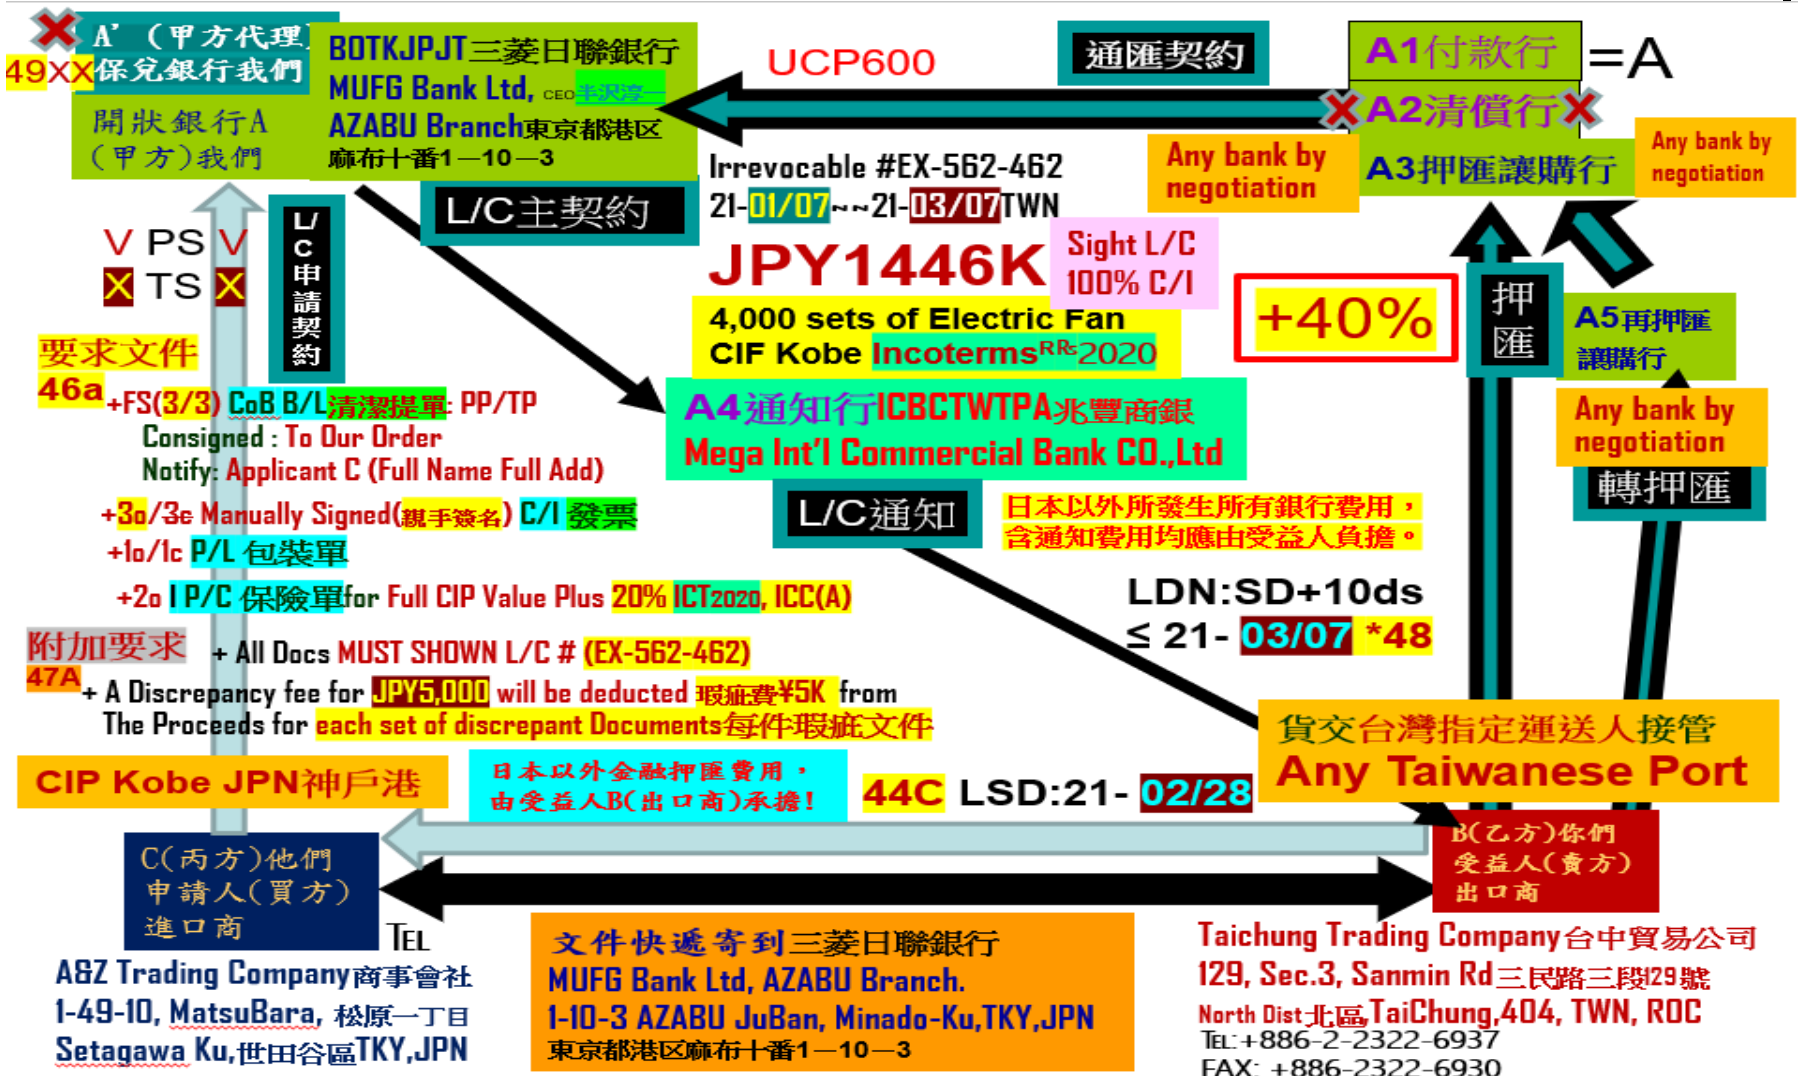 A’（甲方代理）
49XX保兌銀行我們
開狀銀行A
（甲方）我們
BOTKJPJT三菱日聯銀行
MUFG Bank Ltd, CEO半沢淳一
AZABU Branch東京都港区
麻布十番1－10－3
UCP600
通匯契約
A1付款行
=A
A2清償行
A3押匯讓購行
Any bank by
negotiation
Any bank by
negotiation
Irrevocable #EX-562-462
21-01/07~~21-03/07TWN
L/C主契約
L/C申請契約
V PS V
X TS X
JPY1446K
Sight L/C
100% C/I
4,000 sets of Electric Fan
CIF Kobe IncotermsRRs2020
+40%
押匯
A5再押匯
讓購行
Any bank by
negotiation
轉押匯
A4通知行ICBCTWTPA兆豐商銀
Mega Int’l Commercial Bank CO.,Ltd
L/C通知
日本以外所發生所有銀行費用，
含通知費用均應由受益人負擔。
要求文件
46a
+FS(3/3) CoB B/L清潔提單: PP/TP
Consigned : To Our Order
Notify: Applicant C (Full Name Full Add)
+3o/3c Manually Signed(親手簽名) C/I 發票
+1o/1c P/L 包裝單
+2o I P/C 保險單for Full CIP Value Plus 20% ICT2020, ICC(A)
LDN:SD+10ds
≤ 21- 03/07 *48
附加要求
47A
+ All Docs MUST SHOWN L/C # (EX-562-462)
+ A Discrepancy fee for JPY5,000 will be deducted 瑕疵費¥5K from
The Proceeds for each set of discrepant Documents每件瑕疵文件
CIP Kobe JPN神戶港
日本以外金融押匯費用，
由受益人B(出口商)承擔!
44C LSD:21- 02/28
貨交台灣指定運送人接管
Any Taiwanese Port
C(丙方)他們
申請人(買方)
進口商
TEL
B(乙方)你們
受益人(賣方)
出口商
A&Z Trading Company商事會社
1-49-10, MatsuBara, 松原一丁目
Setagawa Ku,世田谷區TKY,JPN
文件快遞寄到三菱日聯銀行
MUFG Bank Ltd, AZABU Branch.
1-10-3 AZABU JuBan, Minado-Ku,TKY,JPN
東京都港区麻布十番1－10－3
Taichung Trading Company台中貿易公司
129, Sec.3, Sanmin Rd三民路三段129號
North Dist北區,TaiChung,404, TWN, ROC
TEL:+886-2-2322-6937
FAX: +886-2322-6930